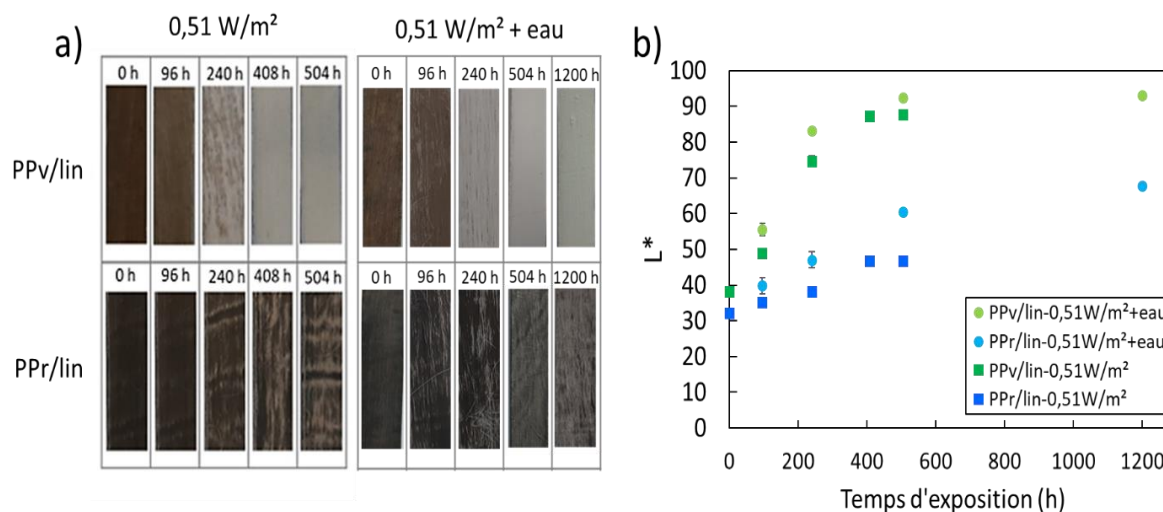 a)
0,51 W/m²
0,51 W/m² + eau
0 h 96 h 240 h 408 h 504 h
0 h 96 h 240 h 504 h 1200 h
PPv/lin
0 h 96 h 240 h 408 h 504 h
0 h 96 h 240 h 504 h 1200 h
PPr/lin
b)
100
90
80
70
60
50
40
30
20
10
0
L*
PPv/lin-0,51W/m²+eau
PPr/lin-0,51W/m²+eau
PPv/lin-0,51W/m²
PPr/lin-0,51W/m²
0 200 400 600 800 1000 1200
Temps d'exposition (h)